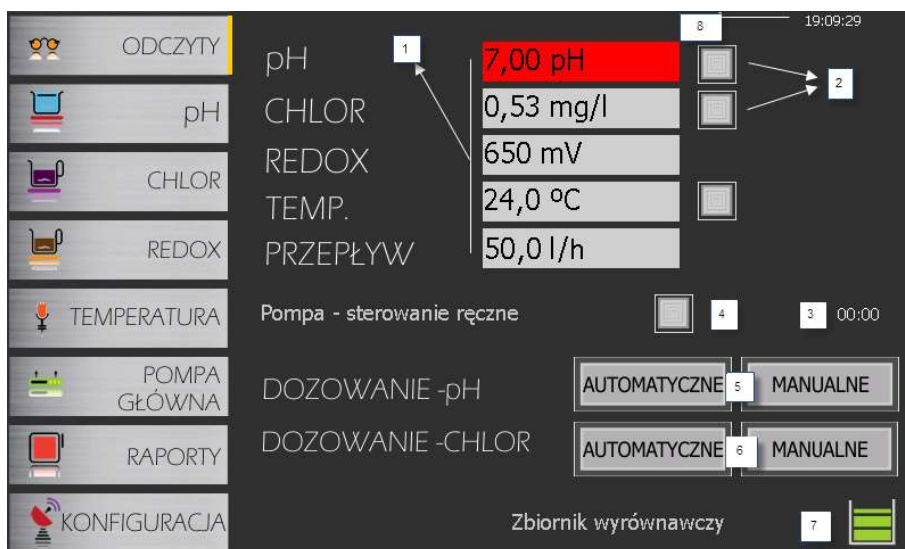 ODCZYTY
pH
CHLOR
REDOX
TEMPERATURA
POMPA
GŁÓWNA
RAPORTY
KONFIGURACJA
8 19:09:29
pH 1 7,00 pH
2
CHLOR 0,53 mg/l
REDOX 650 mV
TEMP. 24,0 ºC
PRZEPŁYW 50,0 l/h
Pompa - sterowanie ręczne 4 3 00:00
DOZOWANIE -pH AUTOMATYCZNE 5 MANUALNE
DOZOWANIE -CHLOR AUTOMATYCZNE 6 MANUALNE
Zbiornik wyrównawczy 7